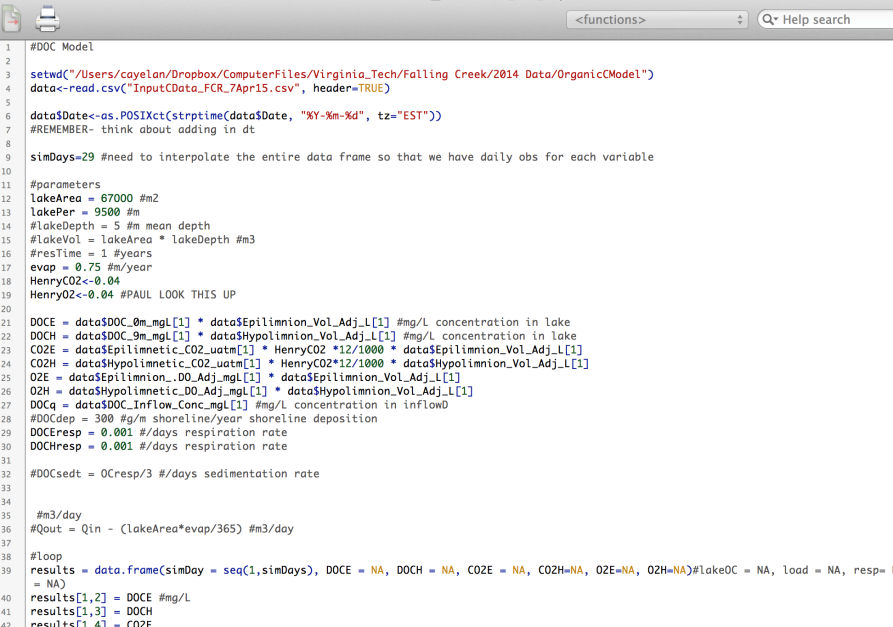 <functions>
Help search
1 #DOC Model
2
3 setwd("/Users/cayelan/Dropbox/ComputerFiles/Virginia_Tech/Falling Creek/2014 Data/OrganicCModel")
4 data<-read.csv("InputCData_FCR_7Apr15.csv", header=TRUE)
5
6 data$Date<-as.POSIXct(strptime(data$Date, "%Y-%m-%d", tz="EST"))
7 #REMEMBER- think about adding in dt
8
9 simDays=29 #need to interpolate the entire data frame so that we have daily obs for each variable
10
11 #parameters
12 lakeArea = 67000 #m2
13 lakePer = 9500 #m
14 #lakeDepth = 5 #m mean depth
15 #lakeVol = lakeArea * lakeDepth #m3
16 #resTime = 1 #years
17 evap = 0.75 #m/year
18 HenryCO2<-0.04
19 HenryO2<-0.04 #PAUL LOOK THIS UP
20
21 DOCE = data$DOC_0m_mgL[1] * data$Epilimnion_Vol_Adj_L[1] #mg/L concentration in lake
22 DOCH = data$DOC_9m_mgL[1] * data$Hypolimnion_Vol_Adj_L[1] #mg/L concentration in lake
23 CO2E = data$Epilimnetic_CO2_uatm[1] * HenryCO2 *12/1000 * data$Epilimnion_Vol_Adj_L[1]
24 CO2H = data$Hypolimnetic_CO2_uatm[1] * HenryCO2*12/1000 * data$Hypolimnion_Vol_Adj_L[1]
25 O2E = data$Epilimnion_.DO_Adj_mgL[1] * data$Epilimnion_Vol_Adj_L[1]
26 O2H = data$Hypolimnetic_DO_Adj_mgL[1] * data$Hypolimnion_Vol_Adj_L[1]
27 DOCq = data$DOC_Inflow_Conc_mgL[1] #mg/L concentration in inflowD
28 #DOCdep = 300 #g/m shoreline/year shoreline deposition
29 DOCEresp = 0.001 #/days respiration rate
30 DOCHresp = 0.001 #/days respiration rate
31
32 #DOCsedt = OCresp/3 #/days sedimentation rate
33
34
35 #m3/day
36 #Qout = Qin - (lakeArea*evap/365) #m3/day
37
38 #loop
39 results = data.frame(simDay = seq(1,simDays), DOCE = NA, DOCH = NA, CO2E = NA, CO2H=NA, O2E=NA, O2H=NA)#lakeOC = NA, load = NA, resp=
= NA)
40 results[1,2] = DOCE #mg/L
41 results[1,3] = DOCH
42 results[1,4] = CO2E